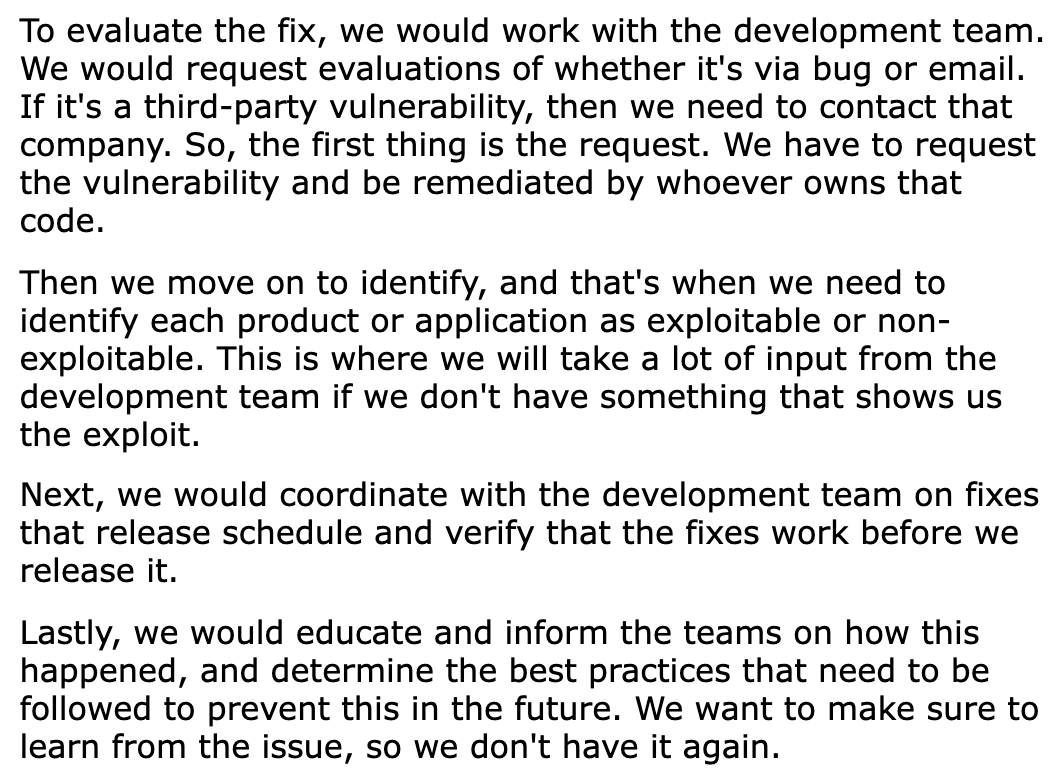 To evaluate the fix, we would work with the development team.
We would request evaluations of whether it's via bug or email.
If it's a third-party vulnerability, then we need to contact that
company. So, the first thing is the request. We have to request
the vulnerability and be remediated by whoever owns that
code.
Then we move on to identify, and that's when we need to
identify each product or application as exploitable or non-
exploitable. This is where we will take a lot of input from the
development team if we don't have something that shows us
the exploit.
Next, we would coordinate with the development team on fixes
that release schedule and verify that the fixes work before we
release it.
Lastly, we would educate and inform the teams on how this
happened, and determine the best practices that need to be
followed to prevent this in the future. We want to make sure to
learn from the issue, so we don't have it again.